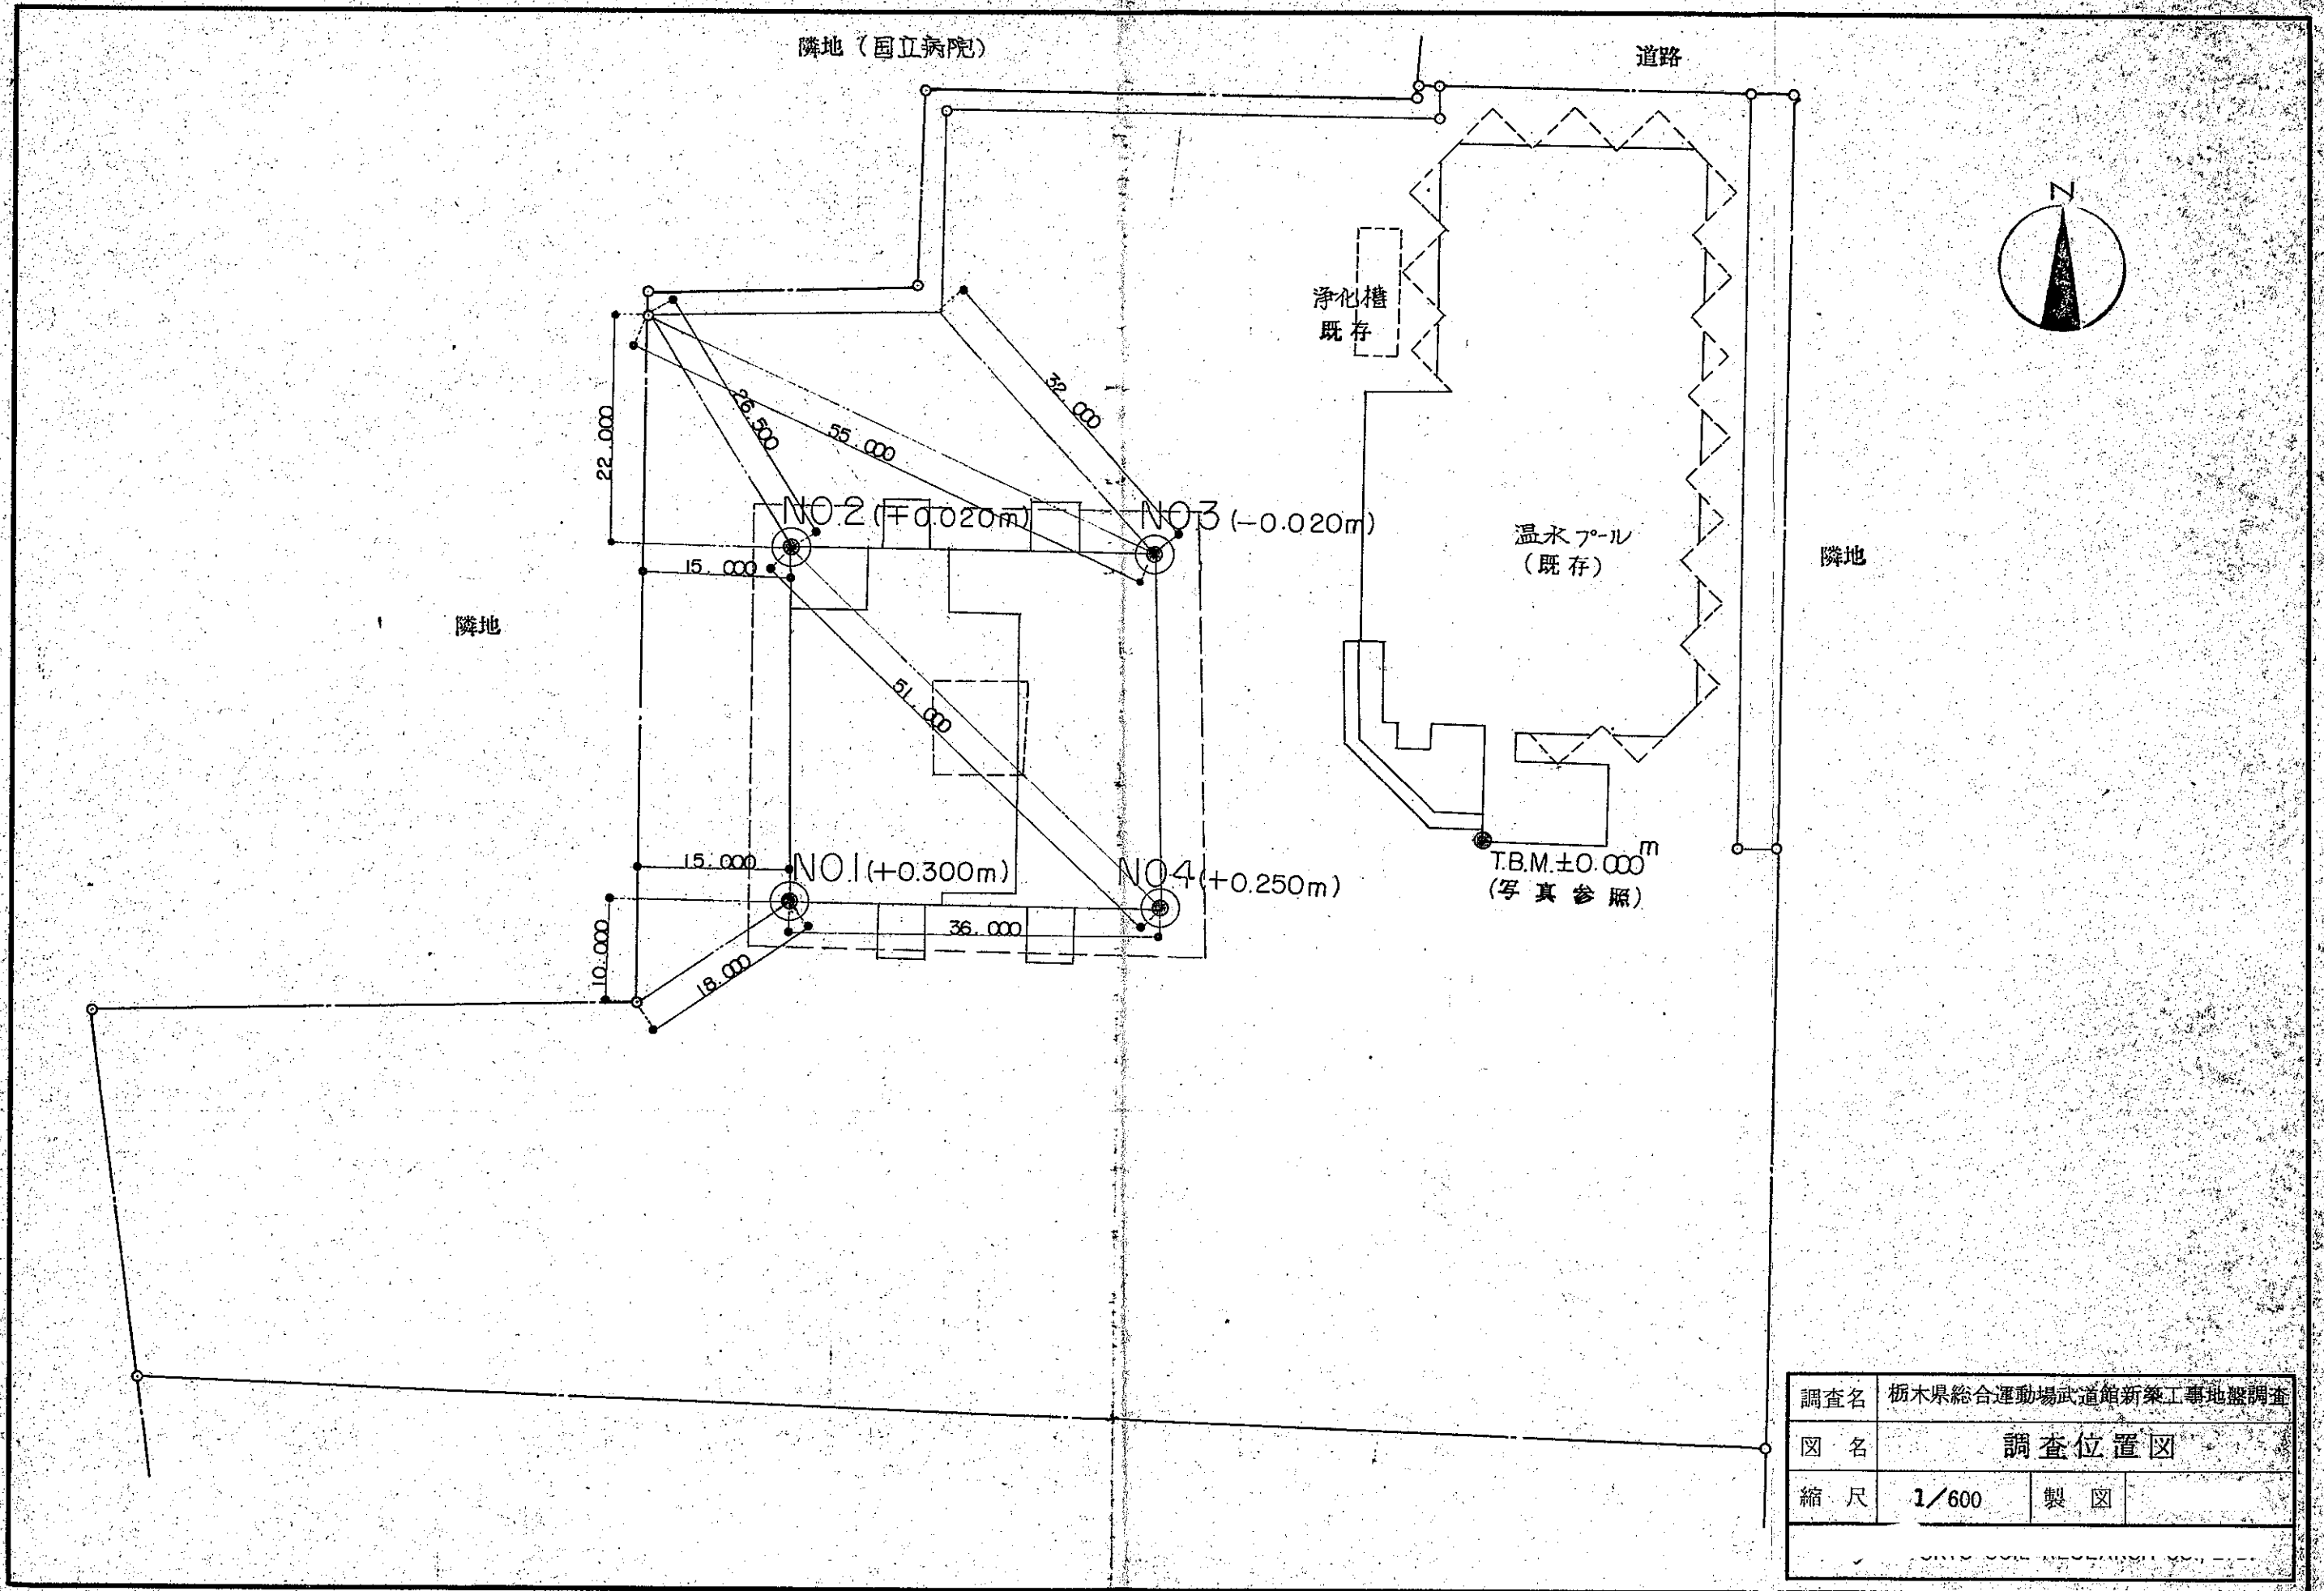 隣地（国立病院）
道路
N
浄化槽
既存
32.000
26.500
55.000
22.000
NO.2 (∓0.020m)
NO3 (-0.020m)
温水プール
(既存)
隣地
15.000
隣地
51.000
15.000
NO.1(+0.300m)
NO4(+0.250m)
T.B.M.±0.000m
(写真参照)
36.000
10.000
18.000
調査名 栃木県総合運動場武道館新築工事地盤調査
図名 調査位置図
縮尺 1/600 製図